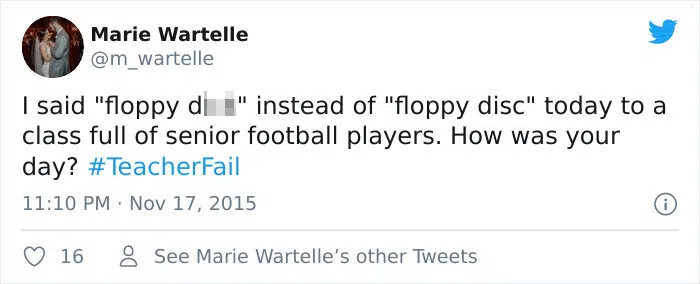 Marie Wartelle
@m_wartelle
I said "floppy d" instead of "floppy disc" today to a
class full of senior football players. How was your
day? #TeacherFail
11:10 PM · Nov 17, 2015
16
See Marie Wartelle’s other Tweets